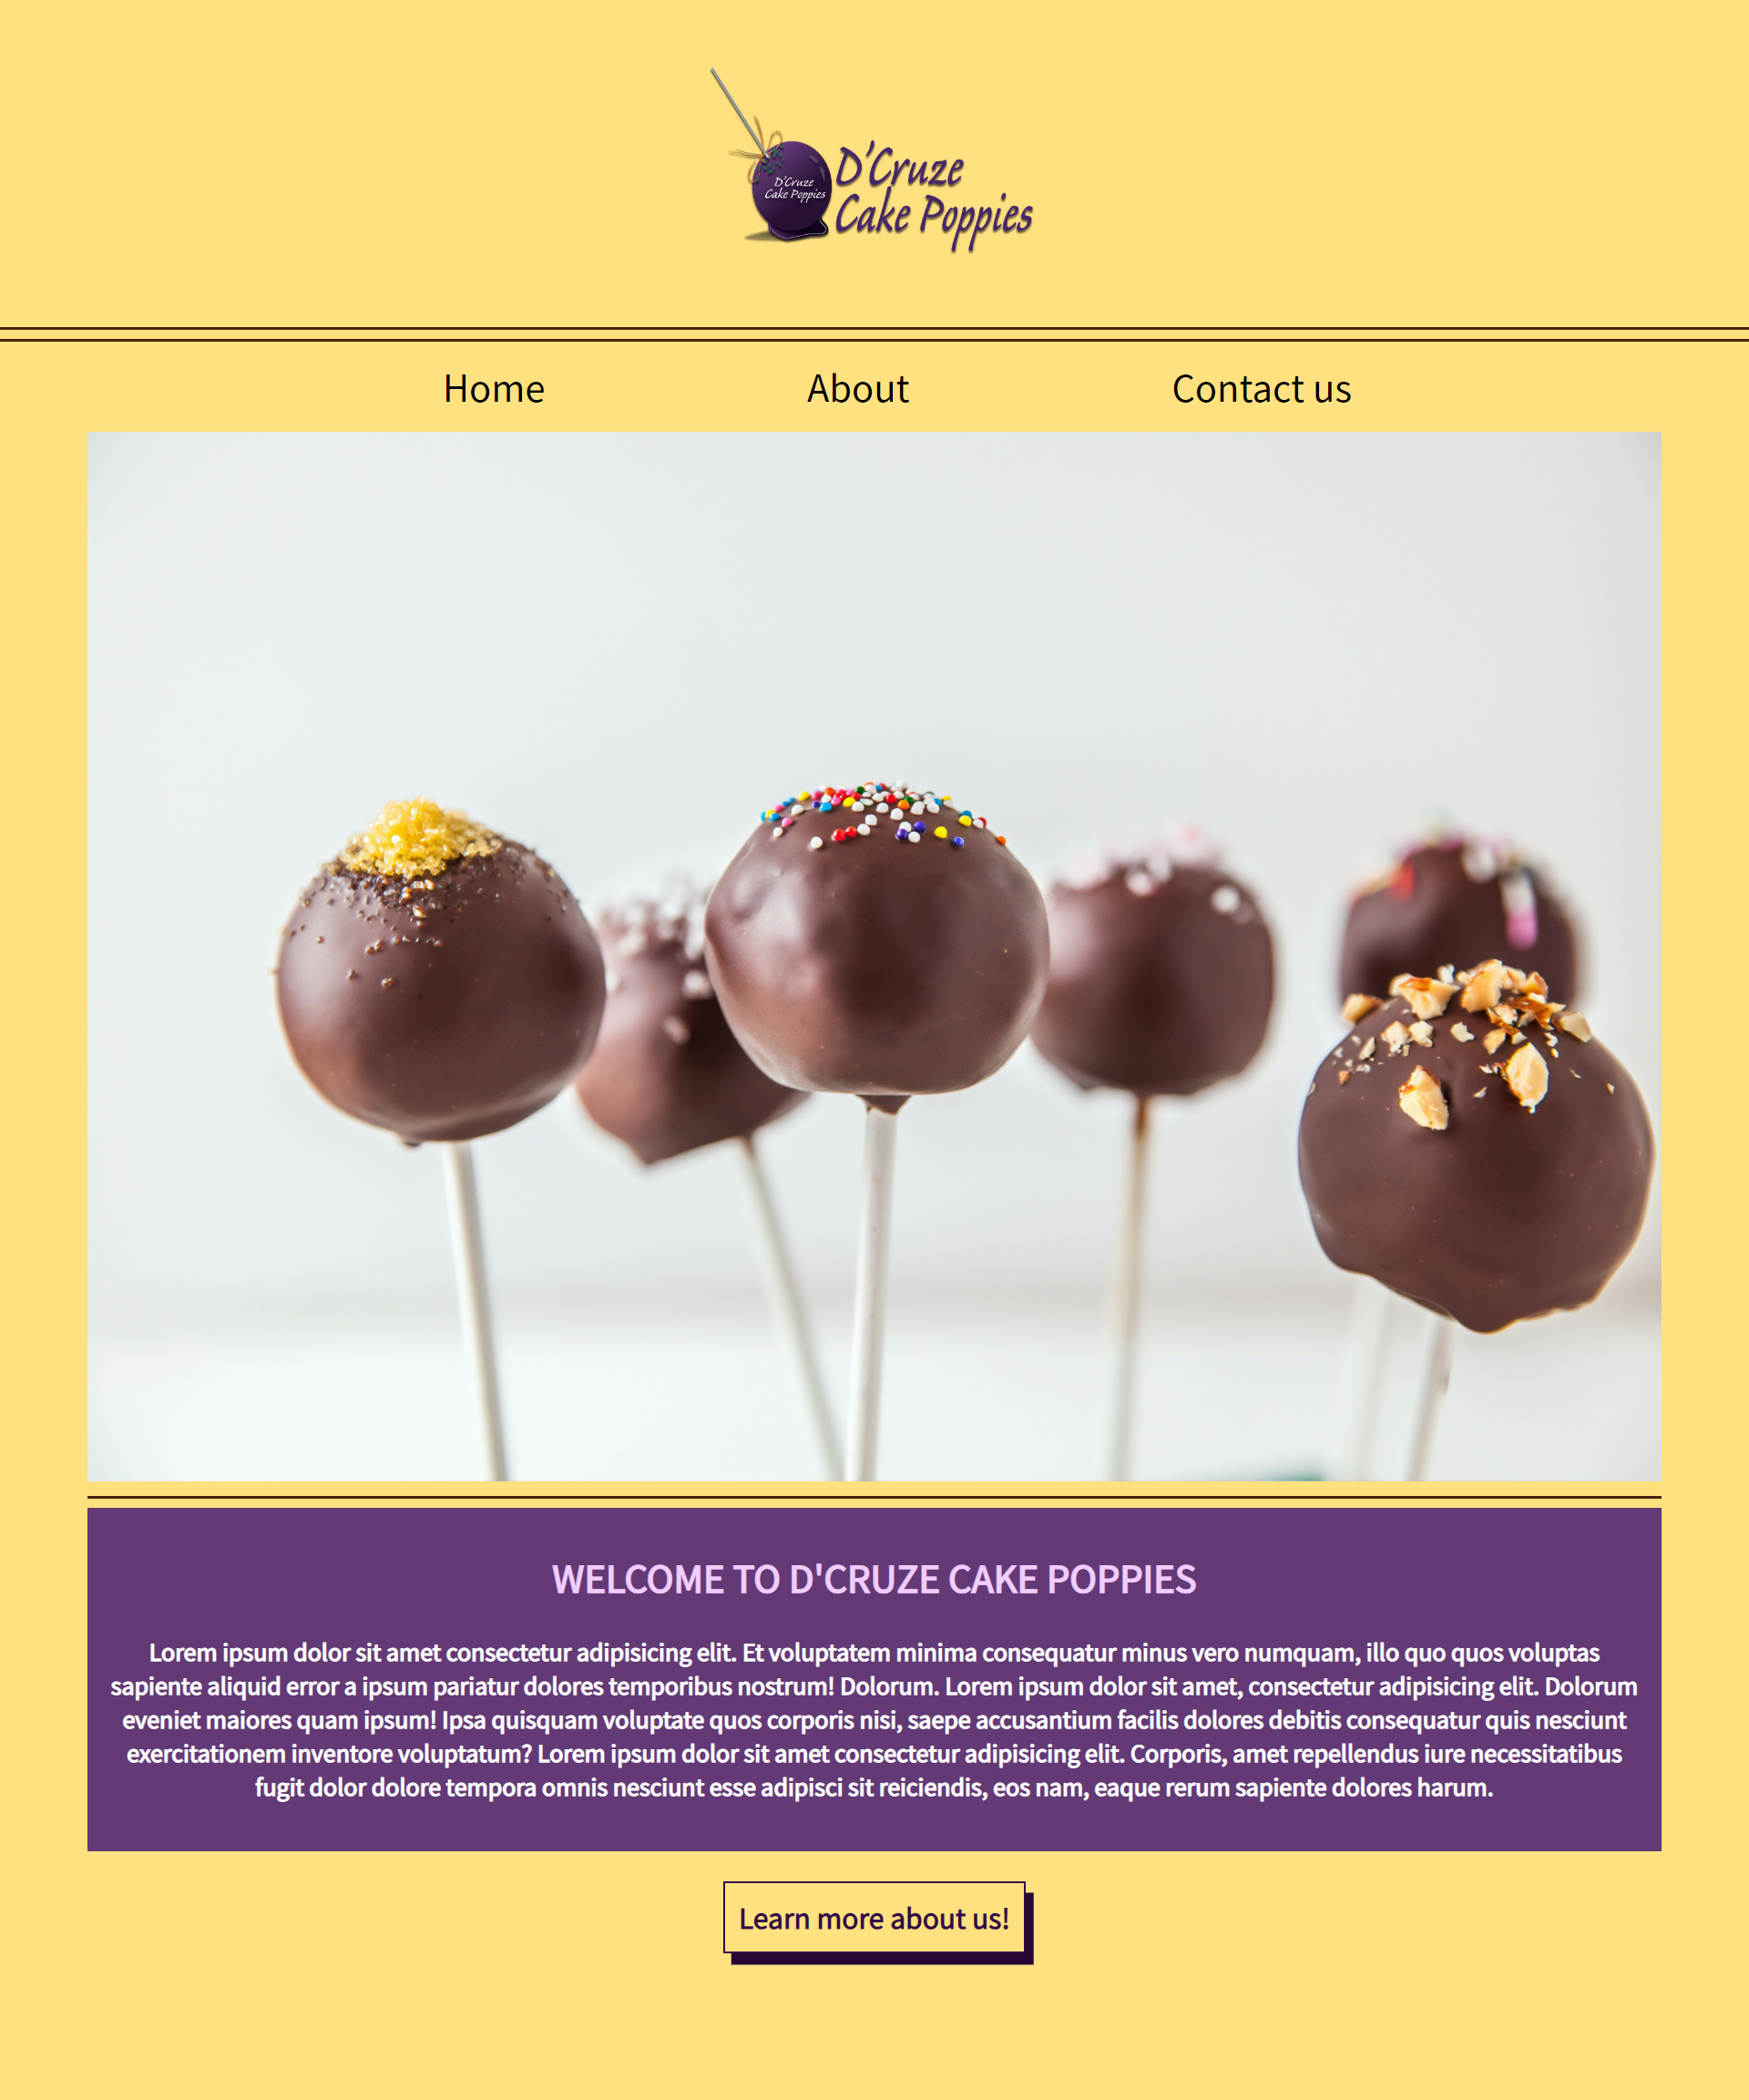 D'Cruze
Cake Poppies
D'Cruze
Cake Poppies
Home About Contact us
WELCOME TO D'CRUZE CAKE POPPIES
Lorem ipsum dolor sit amet consectetur adipisicing elit. Et voluptatem minima consequatur minus vero numquam, illo quo quos voluptas
sapiente aliquid error a ipsum pariatur dolores temporibus nostrum! Dolorum. Lorem ipsum dolor sit amet, consectetur adipisicing elit. Dolorum
eveniet maiores quam ipsum! Ipsa quisquam voluptate quos corporis nisi, saepe accusantium facilis dolores debitis consequatur quis nesciunt
exercitationem inventore voluptatum? Lorem ipsum dolor sit amet consectetur adipisicing elit. Corporis, amet repellendus iure necessitatibus
fugit dolor dolore tempora omnis nesciunt esse adipisci sit reiciendis, eos nam, eaque rerum sapiente dolores harum.
Learn more about us!